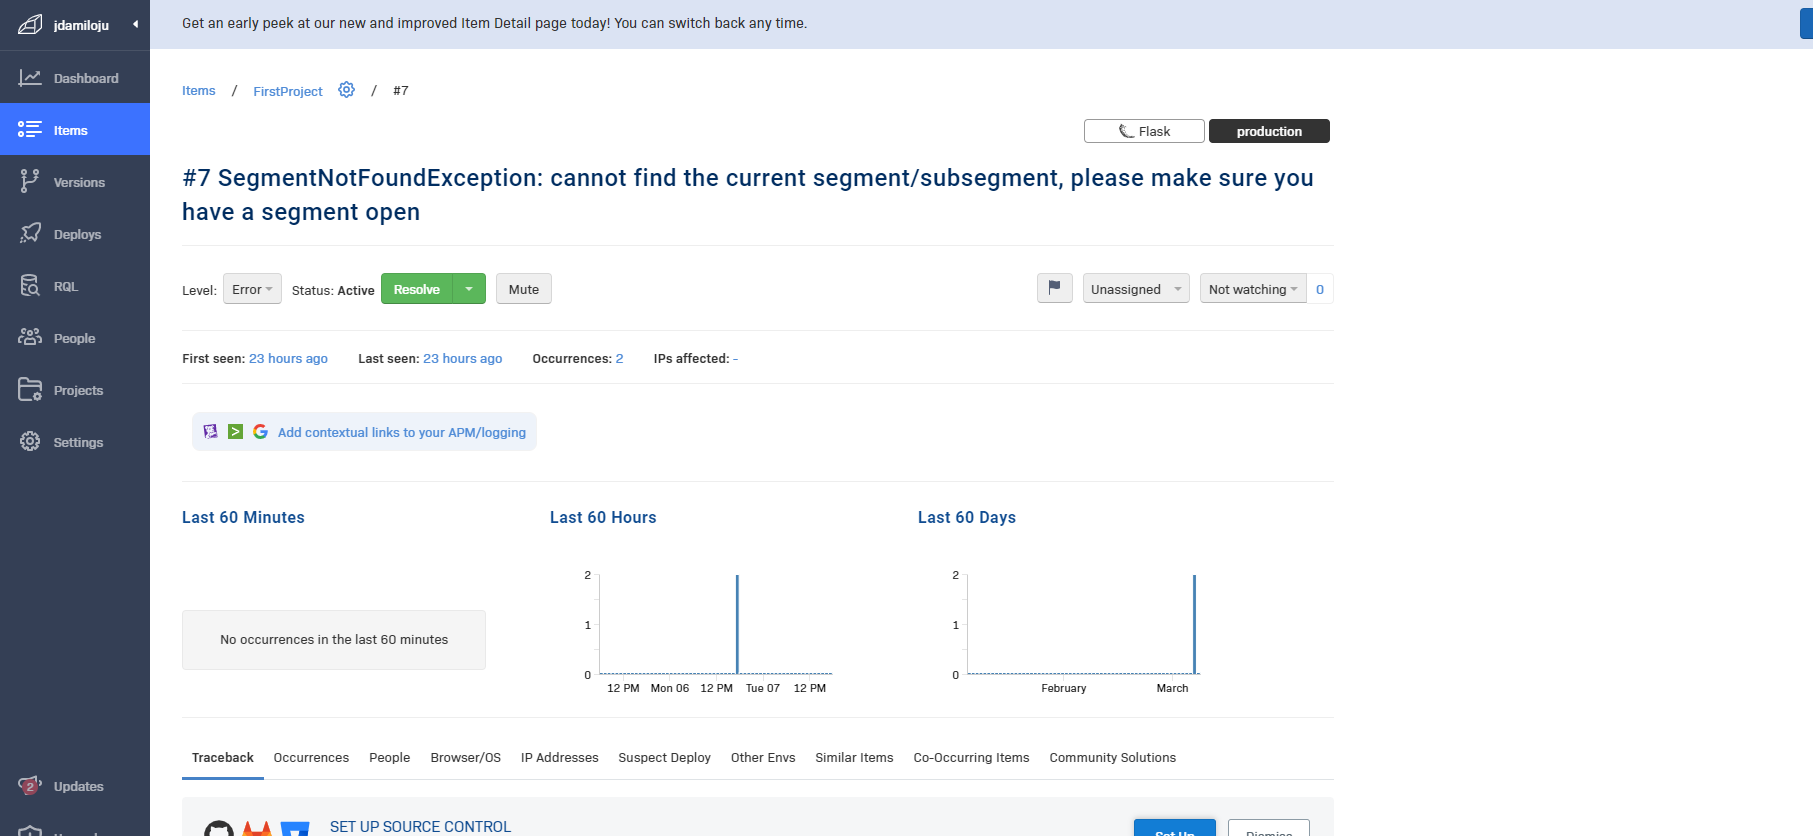 jdamiloju
Dashboard
Items
Versions
Deploys
RQL
People
Projects
Settings
2 Updates
Get an early peek at our new and improved Item Detail page today! You can switch back any time.
Items / FirstProject / #7
Flask production
#7 SegmentNotFoundException: cannot find the current segment/subsegment, please make sure you
have a segment open
Level: Error Status: Active Resolve Mute Unassigned Not watching 0
First seen: 23 hours ago Last seen: 23 hours ago Occurrences: 2 IPs affected: -
Add contextual links to your APM/logging
Last 60 Minutes
No occurrences in the last 60 minutes
Last 60 Hours
2
1
0
12 PM Mon 06 12 PM Tue 07 12 PM
Last 60 Days
2
1
0
February March
Traceback Occurrences People Browser/OS IP Addresses Suspect Deploy Other Envs Similar Items Co-Occurring Items Community Solutions
SET UP SOURCE CONTROL
Set Up Dismiss